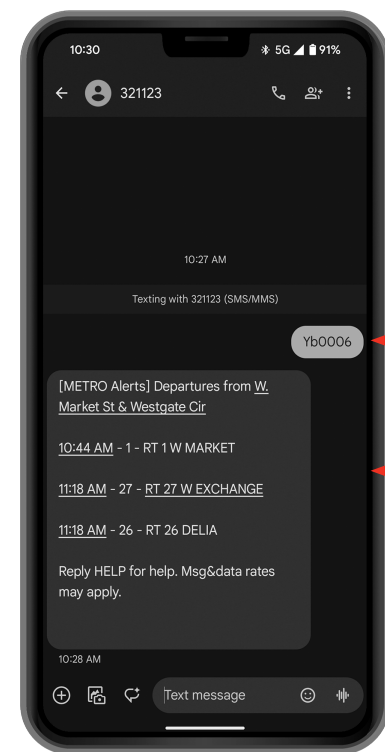 10:30
5G 91%
321123
10:27 AM
Texting with 321123 (SMS/MMS)
Yb0006
[METRO Alerts] Departures from W.
Market St & Westgate Cir
10:44 AM - 1 - RT 1 W MARKET
11:18 AM - 27 - RT 27 W EXCHANGE
11:18 AM - 26 - RT 26 DELIA
Reply HELP for help. Msg&data rates
may apply.
10:28 AM
Text message